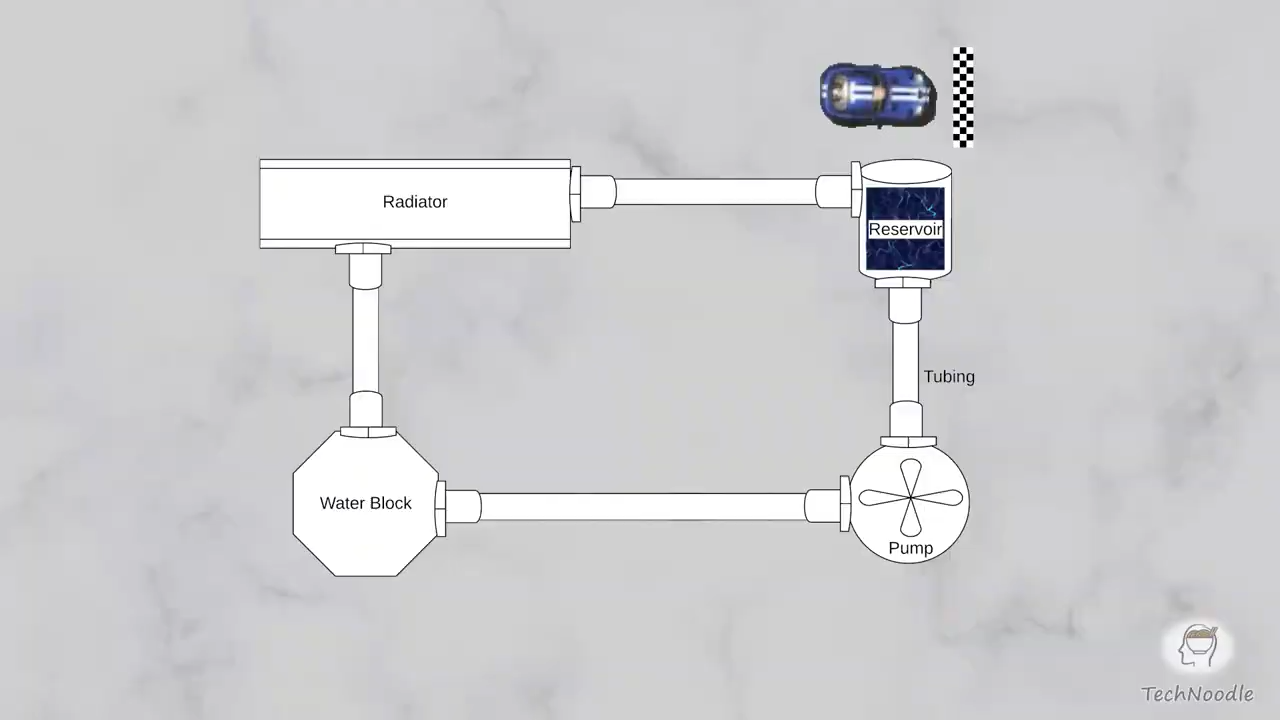 Radiator
Reservoir
Tubing
Water Block
Pump
TechNoodle